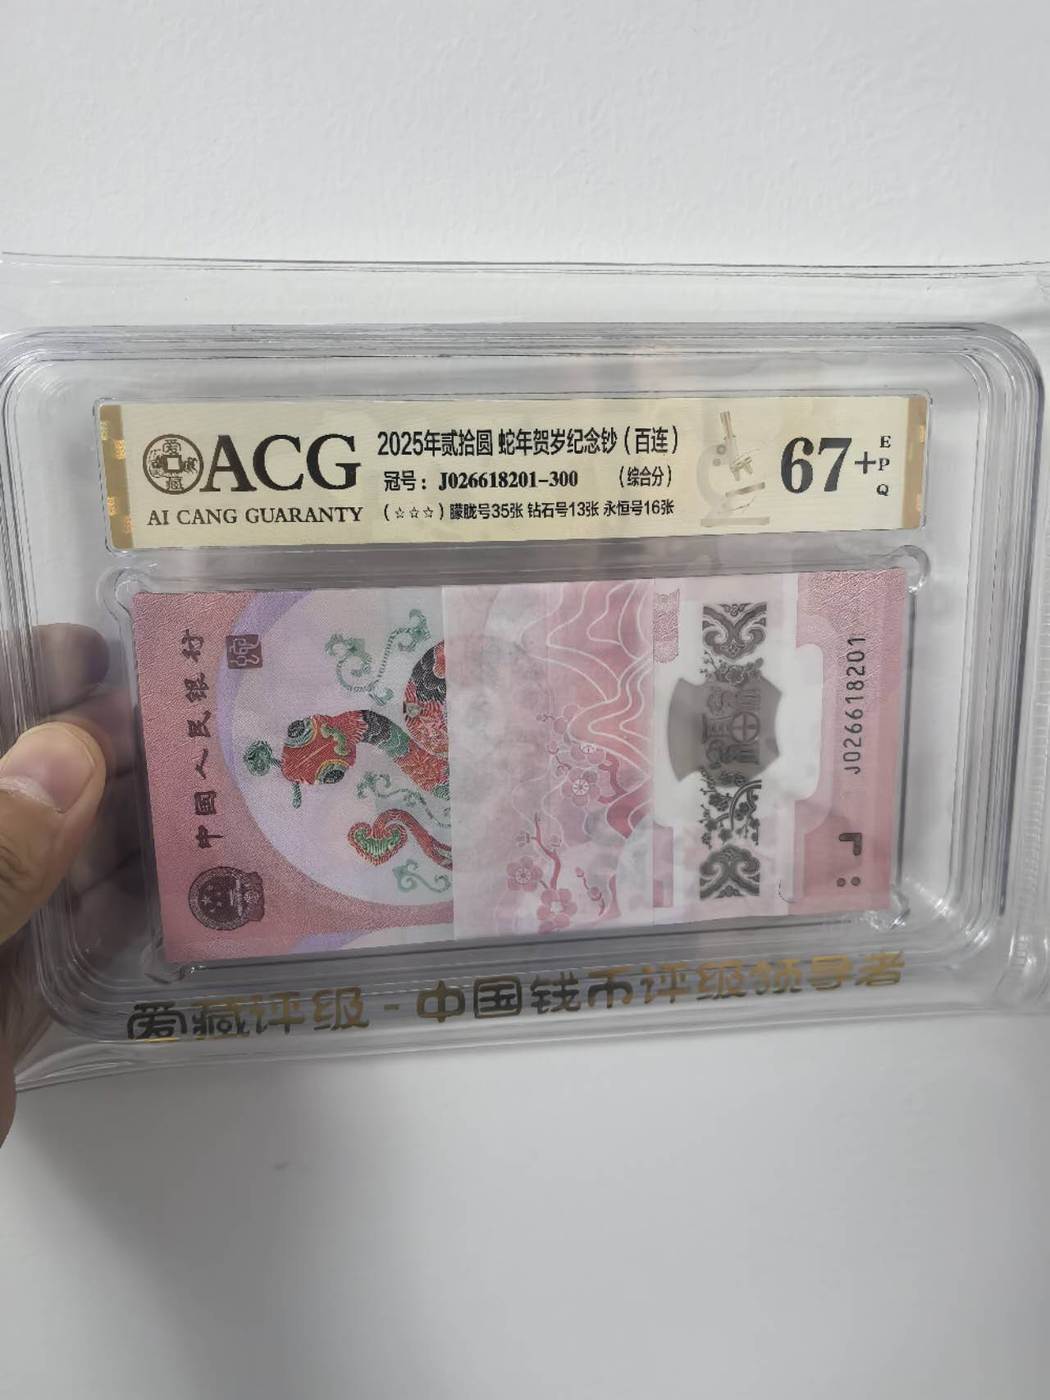 爱藏
ACG
AI CANG GUARANTY
2025年贰拾圆 蛇年贺岁纪念钞（百连）
冠号：J026618201-300 （综合分）
（☆☆☆）朦胧号35张 钻石号13张 永恒号16张
67+
EPQ
中国人民银行
J026618201
爱藏评级-中国钱币评级领导者